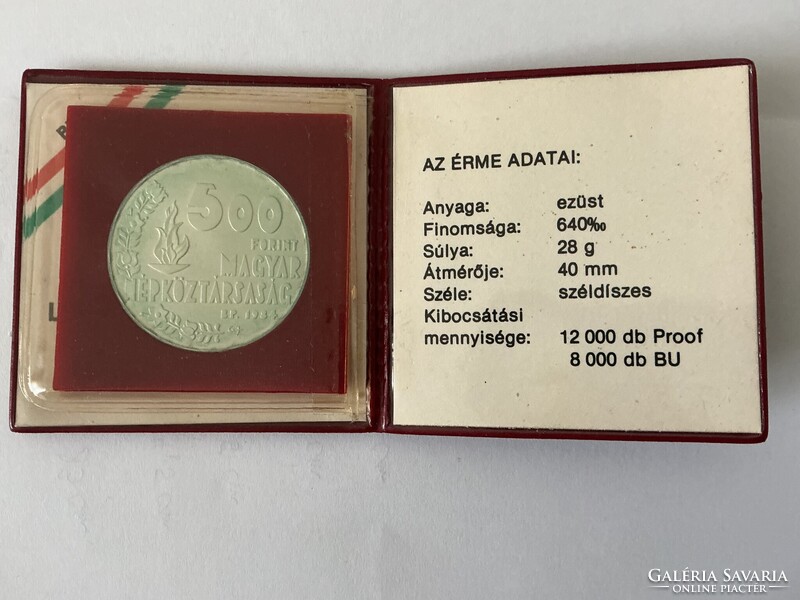 500
FORINT
MAGYAR
NÉPKÖZTÁRSASÁG
AZ ÉRME ADATAI:
Anyaga: ezüst
Finomsága: 640‰
Súlya: 28 g
Átmérője: 40 mm
Széle: széldíszes
Kibocsátási
mennyisége: 12 000 db Proof
8 000 db BU
GALÉRIA SAVARIA
ONLINE PIACTÉR